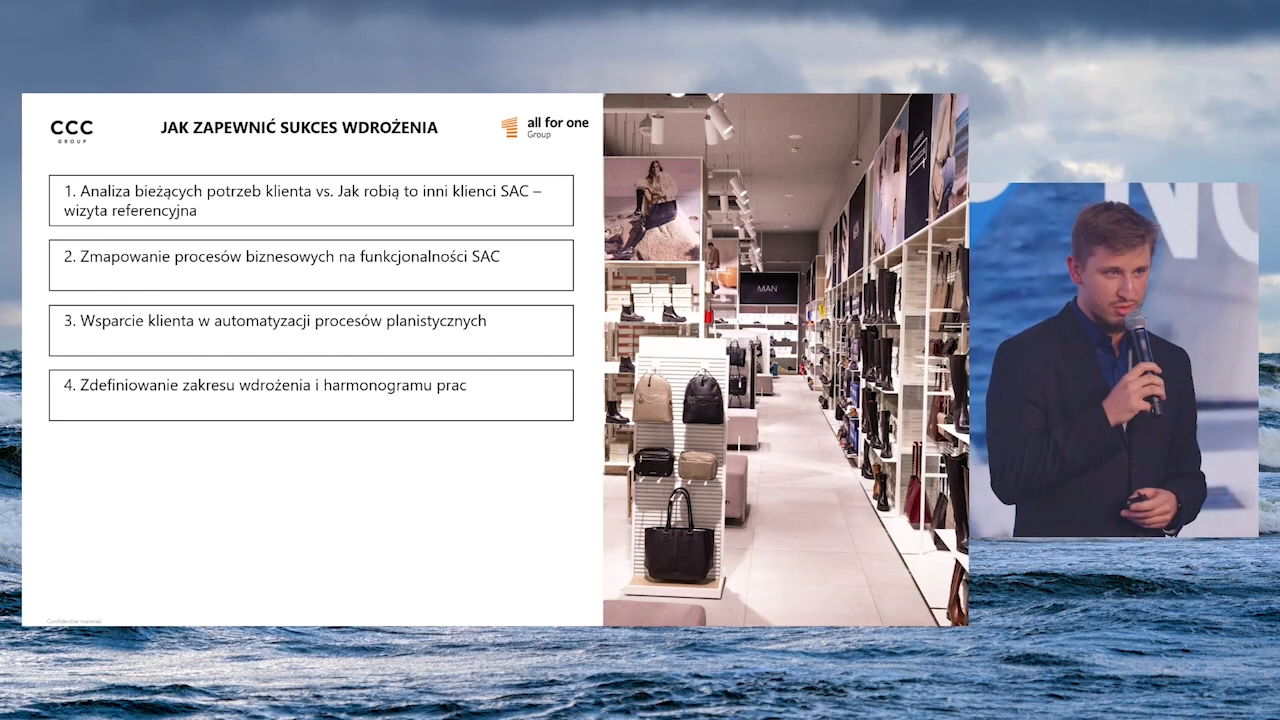 CCC
GROUP
JAK ZAPEWNIĆ SUKCES WDROŻENIA
all for one
Group
1. Analiza bieżących potrzeb klienta vs. Jak robią to inni klienci SAC –
wizyta referencyjna
2. Zmapowanie procesów biznesowych na funkcjonalności SAC
3. Wsparcie klienta w automatyzacji procesów planistycznych
4. Zdefiniowanie zakresu wdrożenia i harmonogramu prac
MAN
Confidential material